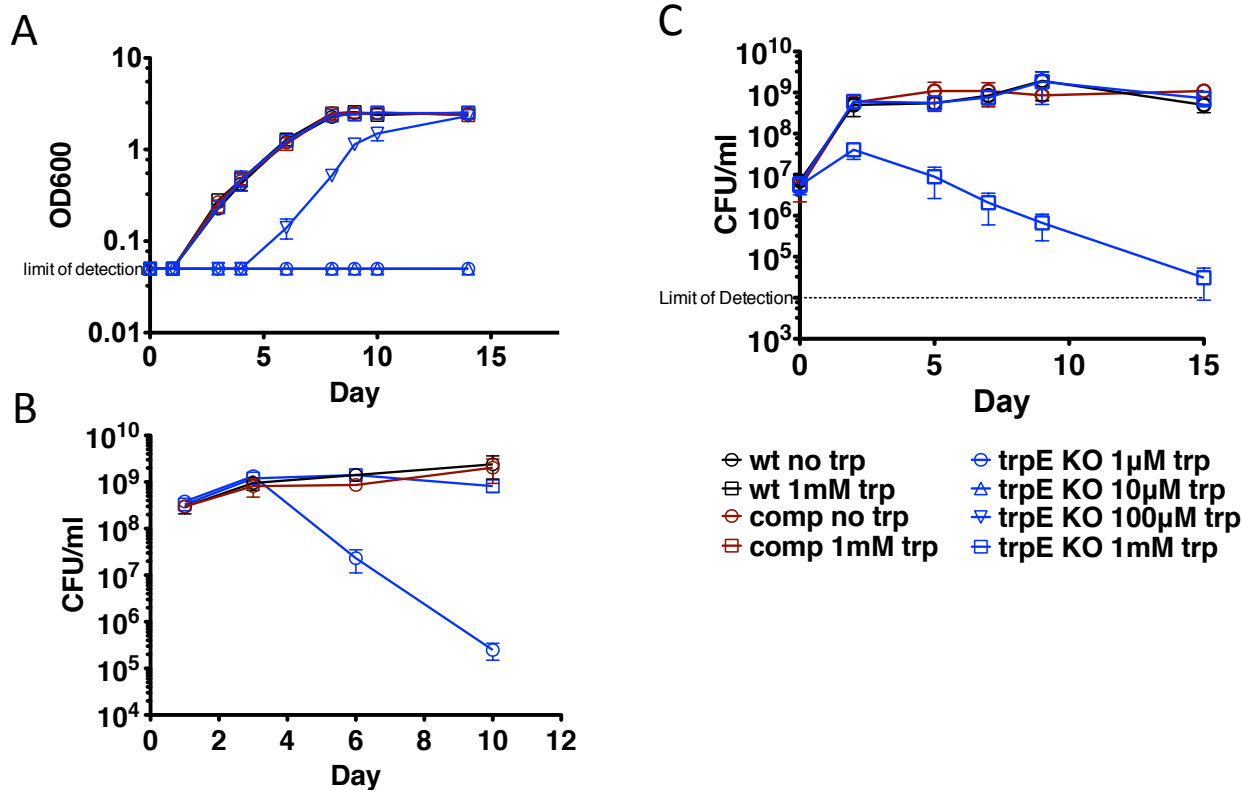 A
OD600
10
1
0.1
limit of detection
0.01
0 5 10 15
Day
B
CFU/ml
10^10
10^9
10^8
10^7
10^6
10^5
10^4
0 2 4 6 8 10 12
Day
C
CFU/ml
10^10
10^9
10^8
10^7
10^6
10^5
Limit of Detection
10^3
0 5 10 15
Day
wt no trp
wt 1mM trp
comp no trp
comp 1mM trp
trpE KO 1µM trp
trpE KO 10µM trp
trpE KO 100µM trp
trpE KO 1mM trp